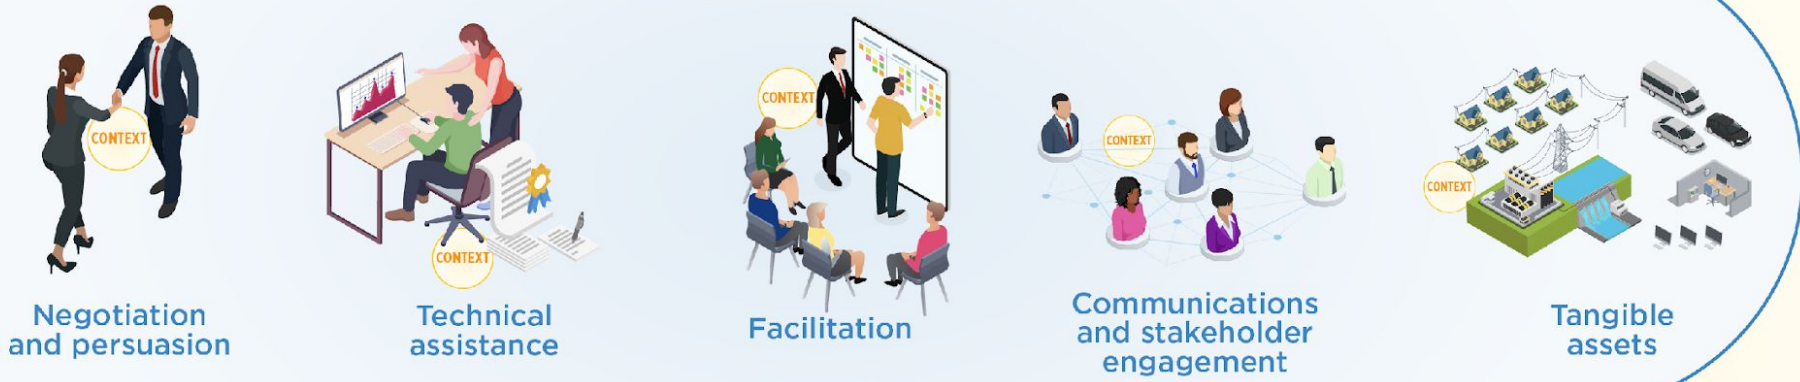 CONTEXT
Negotiation
and persuasion
CONTEXT
Technical
assistance
CONTEXT
Facilitation
CONTEXT
Communications
and stakeholder
engagement
CONTEXT
Tangible
assets